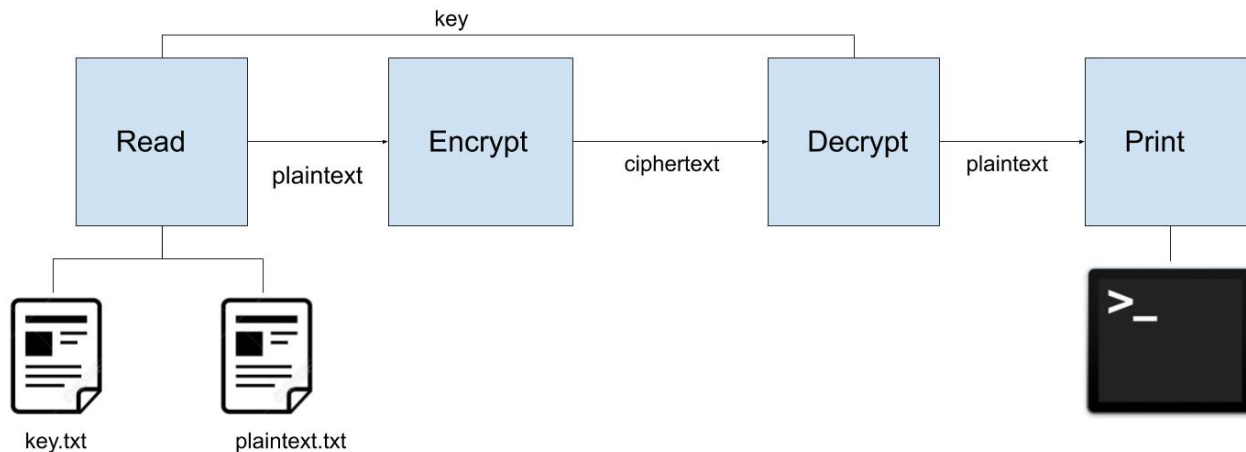 key
Read
Encrypt
Decrypt
Print
plaintext
ciphertext
plaintext
>_
key.txt
plaintext.txt